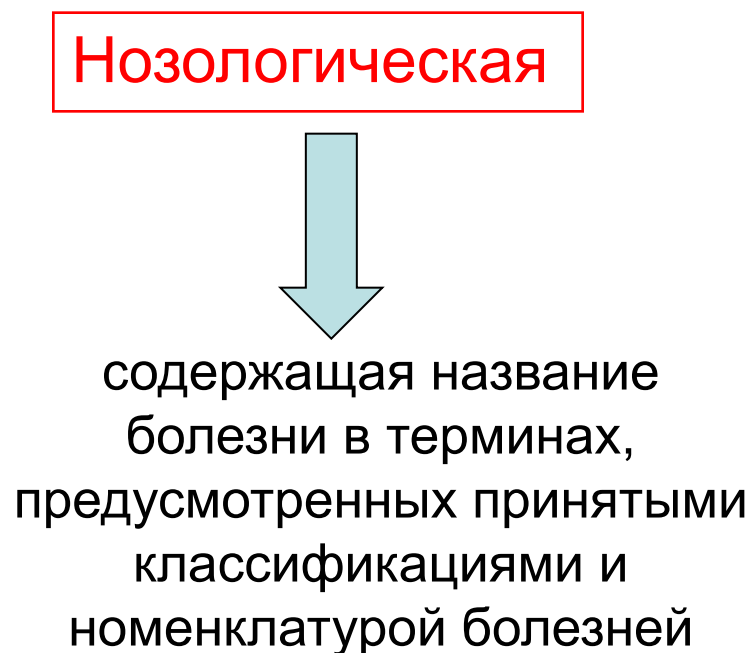 Нозологическая
содержащая название
болезни в терминах,
предусмотренных принятыми
классификациями и
номенклатурой болезней